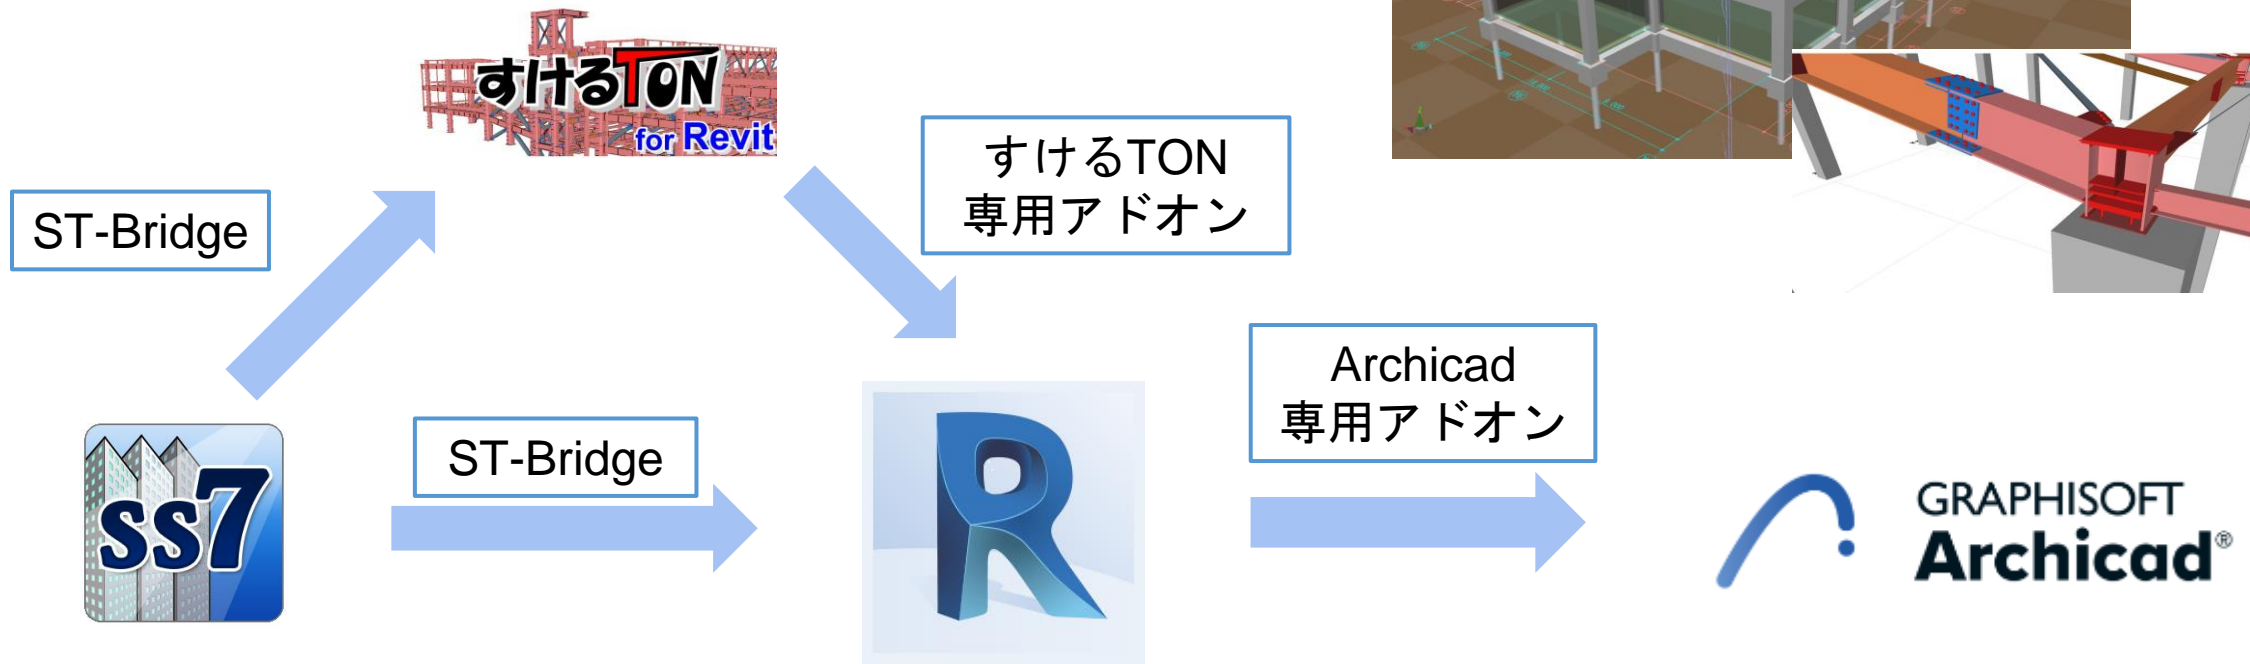 すけるTON
for Revit
すけるTON
専用アドオン
ST-Bridge
Archicad
専用アドオン
ST-Bridge
ss7
R
GRAPHISOFT
Archicad®